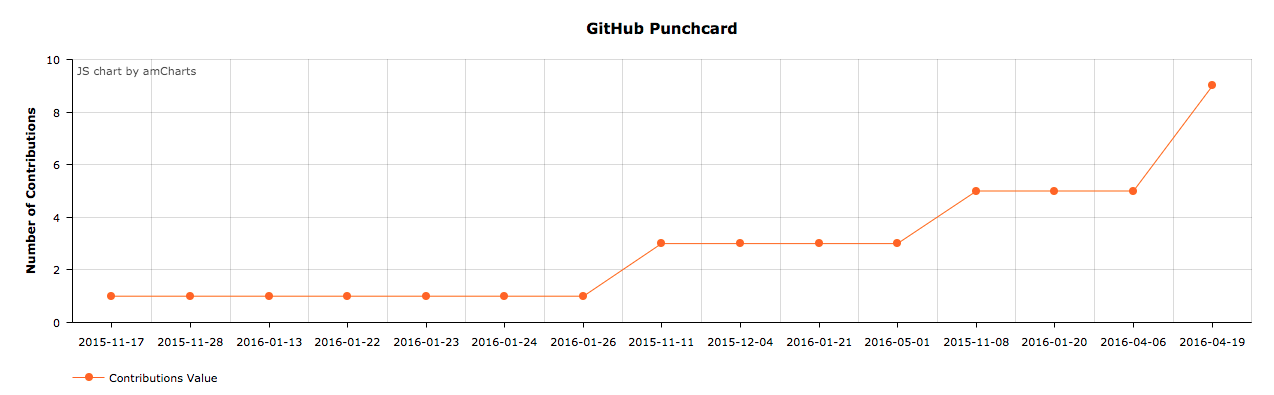 GitHub Punchcard
JS chart by amCharts
Number of Contributions
10
8
6
4
2
0
2015-11-17 2015-11-28 2016-01-13 2016-01-22 2016-01-23 2016-01-24 2016-01-26 2015-11-11 2015-12-04 2016-01-21 2016-05-01 2015-11-08 2016-01-20 2016-04-06 2016-04-19
Contributions Value